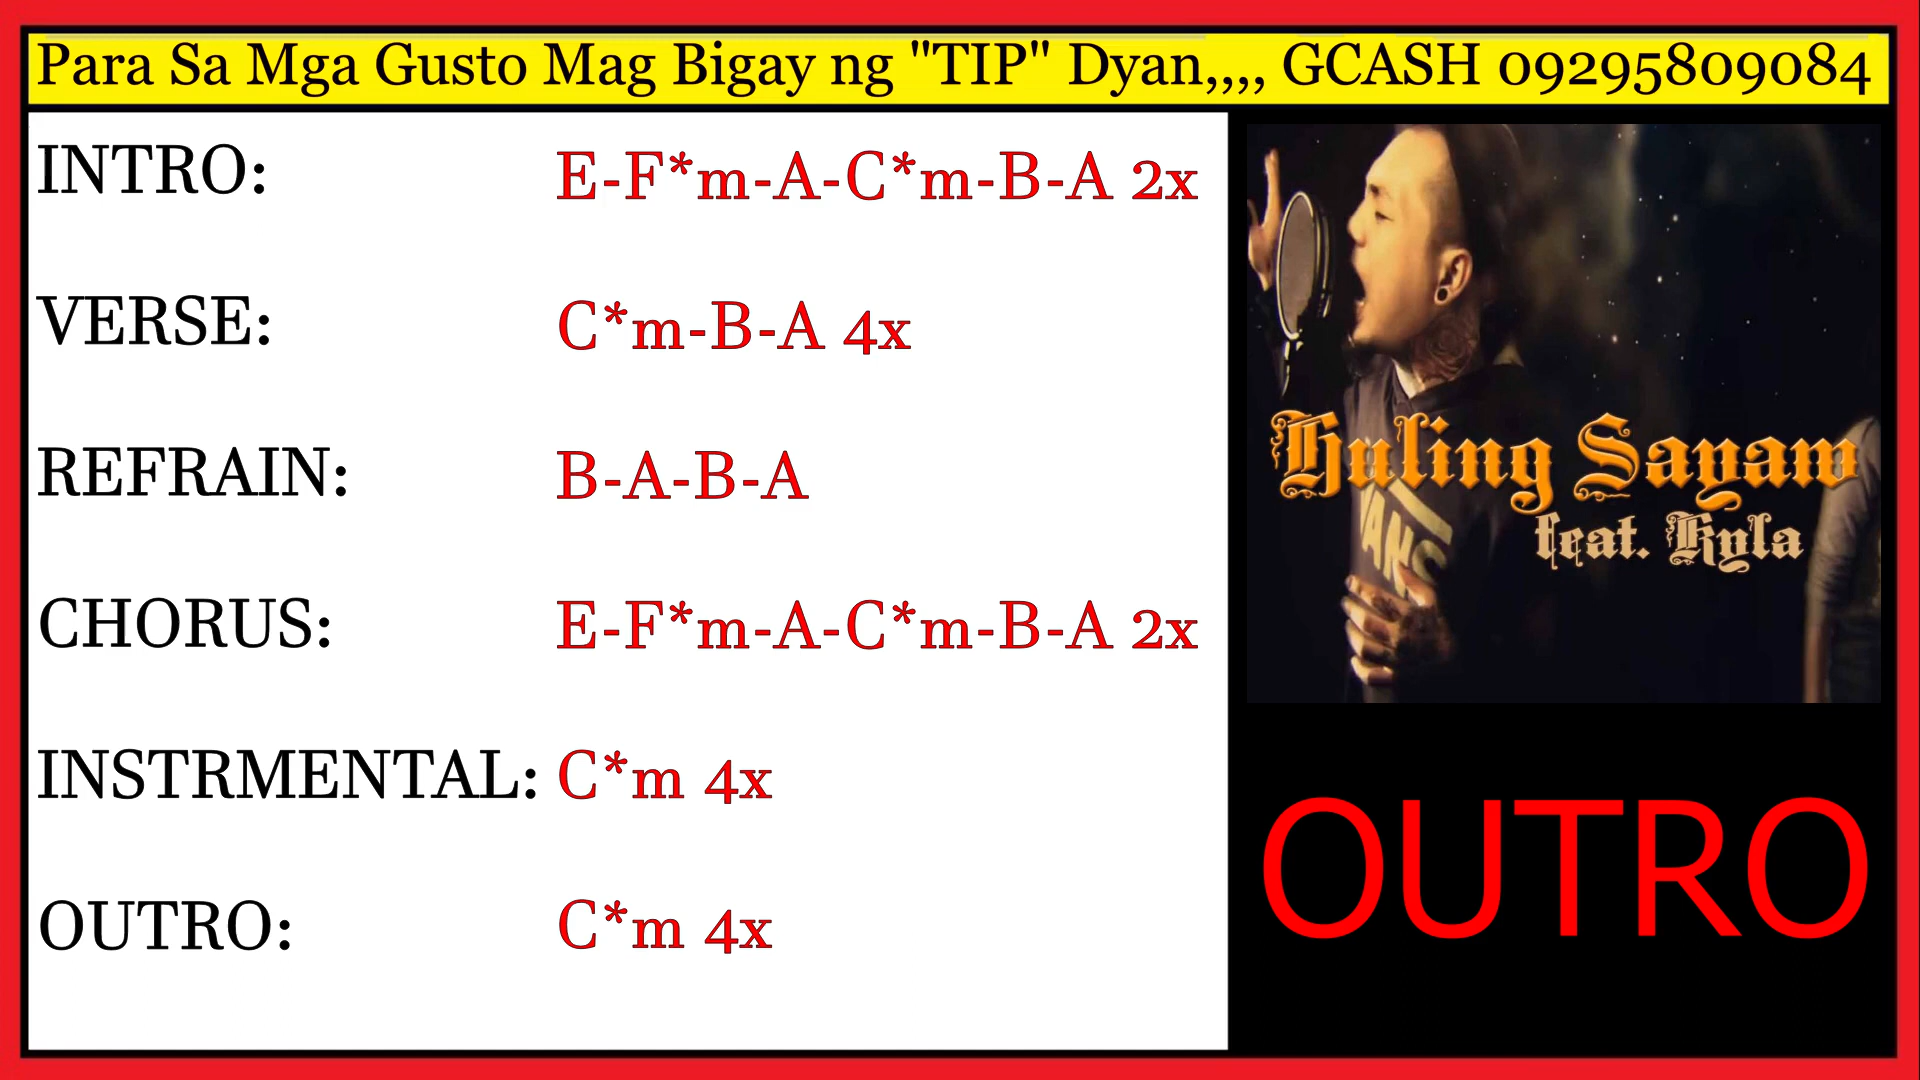 Para Sa Mga Gusto Mag Bigay ng "TIP" Dyan,,,, GCASH 09295809084
INTRO: E-F*m-A-C*m-B-A 2x
VERSE: C*m-B-A 4x
REFRAIN: B-A-B-A
CHORUS: E-F*m-A-C*m-B-A 2x
INSTRMENTAL: C*m 4x
OUTRO: C*m 4x
Huling Sayaw
feat. Kyla
VANS
OUTRO